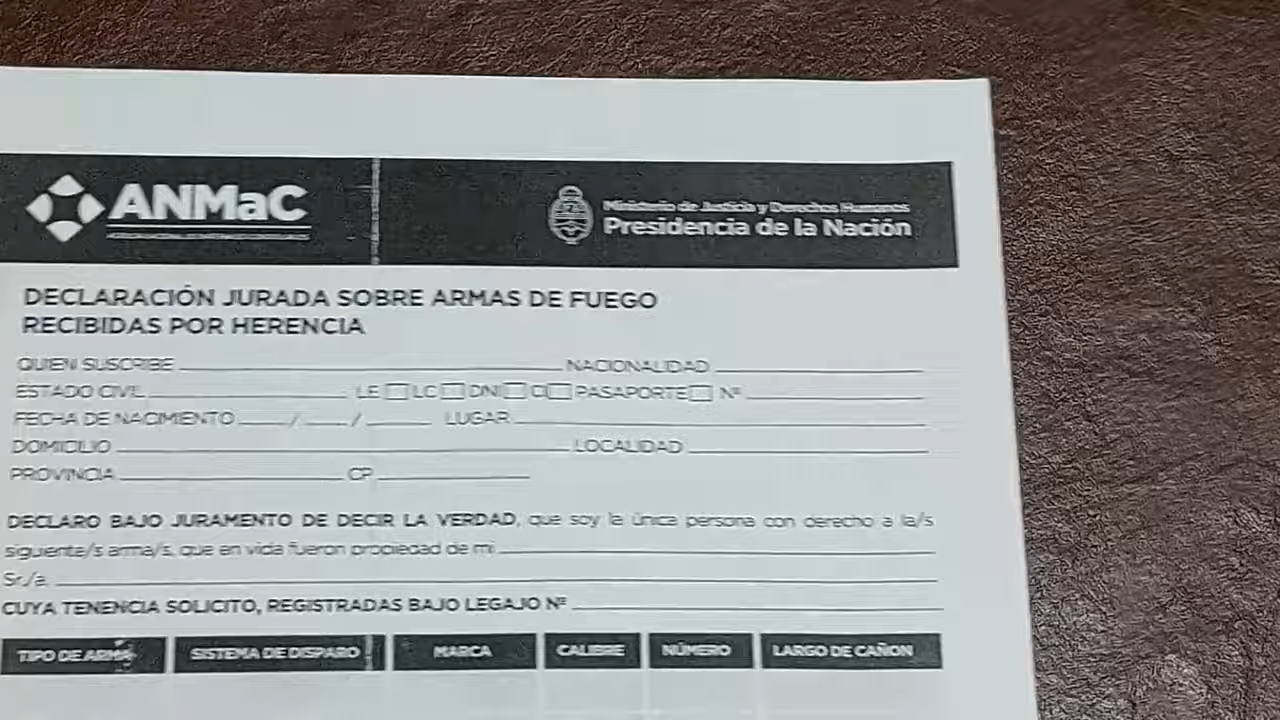 ANMaC
Ministerio de Justicia y Derechos Humanos
Presidencia de la Nación
DECLARACIÓN JURADA SOBRE ARMAS DE FUEGO
RECIBIDAS POR HERENCIA
QUIEN SUSCRIBE NACIONALIDAD
ESTADO CIVIL LE LC DNI CI PASAPORTE Nº
FECHA DE NACIMIENTO / / LUGAR
DOMICILIO LOCALIDAD
PROVINCIA CP
DECLARO BAJO JURAMENTO DE DECIR LA VERDAD, que soy la única persona con derecho a la/s
siguiente/s arma/s, que en vida fueron propiedad de mi
Sr./a.
CUYA TENENCIA SOLICITO, REGISTRADAS BAJO LEGAJO Nº
TIPO DE ARMA SISTEMA DE DISPARO MARCA CALIBRE NÚMERO LARGO DE CAÑON